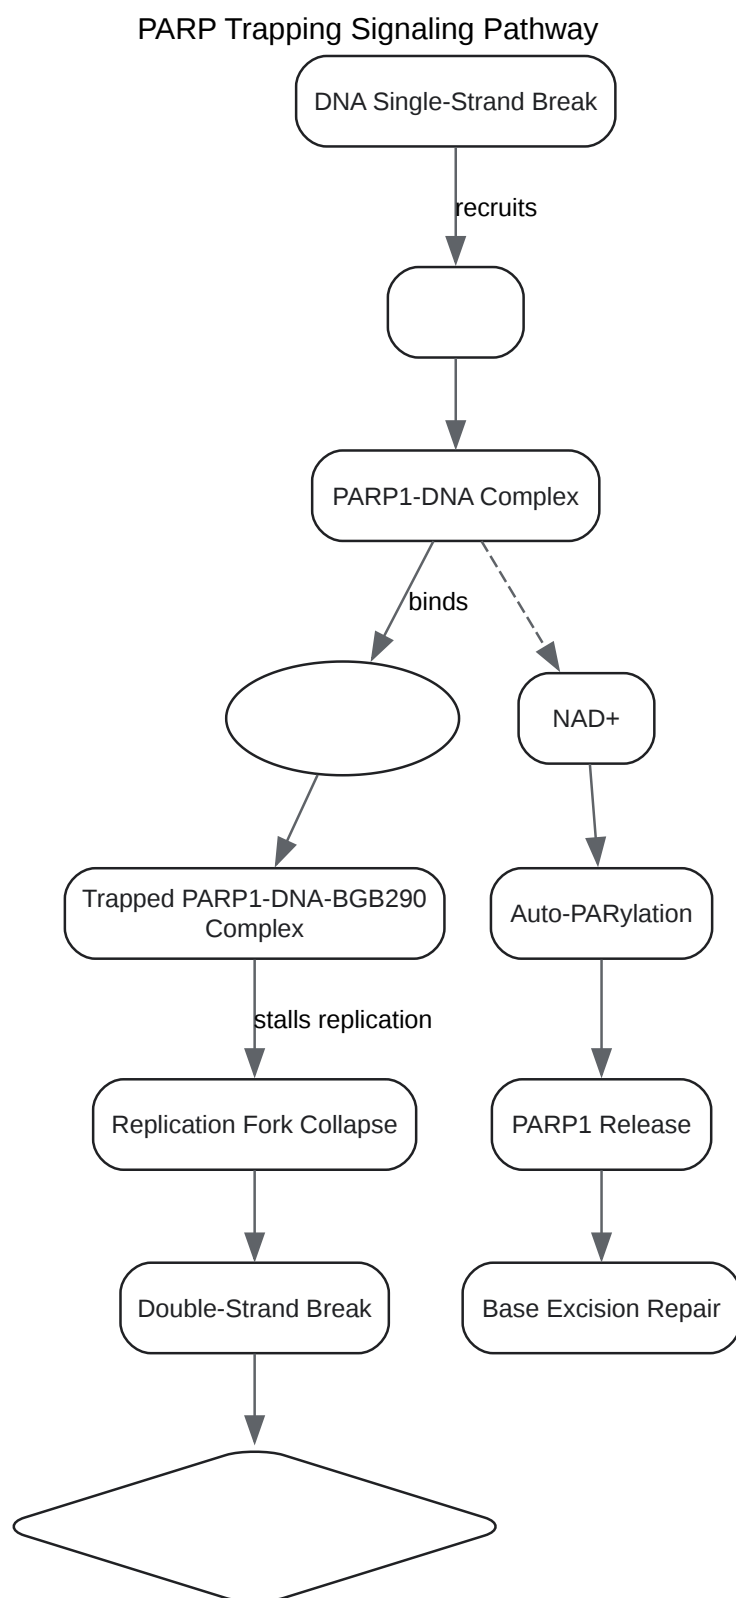 PARP Trapping Signaling Pathway
DNA Single-Strand Break
recruits
PARP1-DNA Complex
binds
NAD+
Trapped PARP1-DNA-BGB290
Complex
Auto-PARylation
stalls replication
Replication Fork Collapse
PARP1 Release
Double-Strand Break
Base Excision Repair